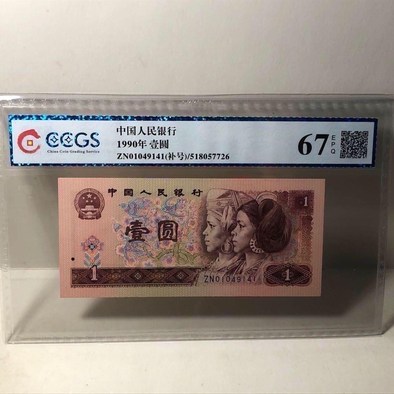 CCGS
China Coin Grading Service
中国人民银行
1990年 壹圆
ZN01049141(补号)/518057726
67 EPQ
中国人民银行
1
壹圆
1
ZN01049141